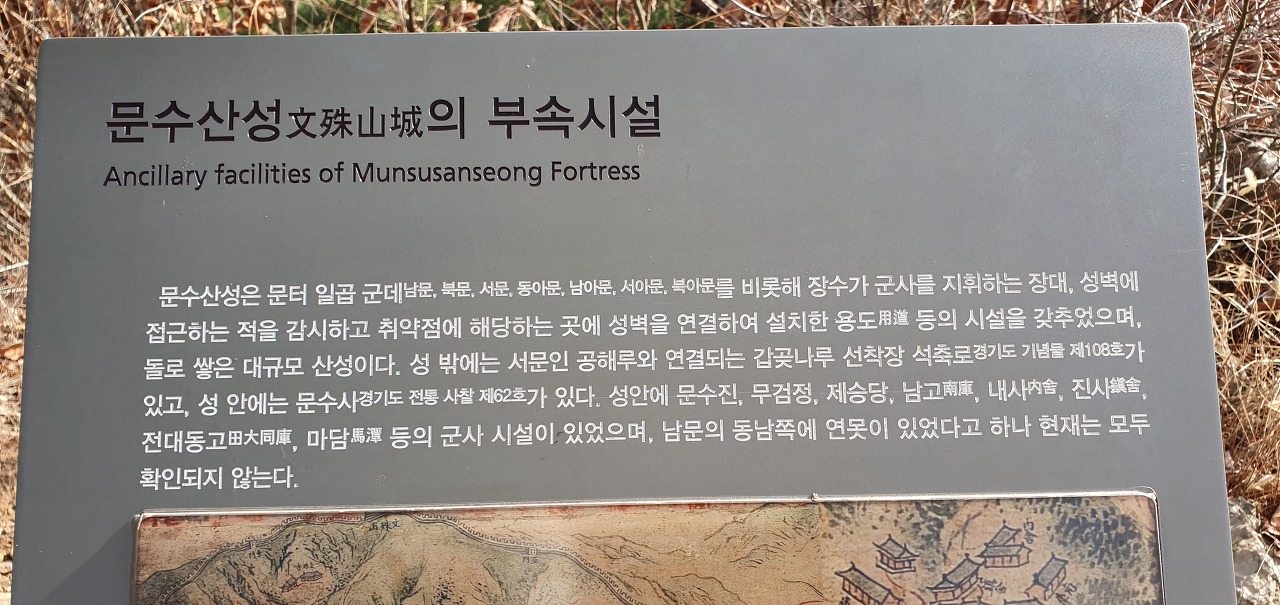 문수산성文殊山城의 부속시설
Ancillary facilities of Munsusanseong Fortress
문수산성은 문터 일곱 군데남문, 북문, 서문, 동아문, 남아문, 서아문, 북아문를 비롯해 장수가 군사를 지휘하는 장대, 성벽에
접근하는 적을 감시하고 취약점에 해당하는 곳에 성벽을 연결하여 설치한 용도用道 등의 시설을 갖추었으며,
돌로 쌓은 대규모 산성이다. 성 밖에는 서문인 공해루와 연결되는 갑곶나루 선착장 석축로경기도 기념물 제108호가
있고, 성 안에는 문수사경기도 전통 사찰 제62호가 있다. 성안에 문수진, 무검정, 제승당, 남고南庫, 내사內舍, 진사鎭舍,
전대동고田大同庫, 마담馬潭 등의 군사 시설이 있었으며, 남문의 동남쪽에 연못이 있었다고 하나 현재는 모두
확인되지 않는다.
文殊山